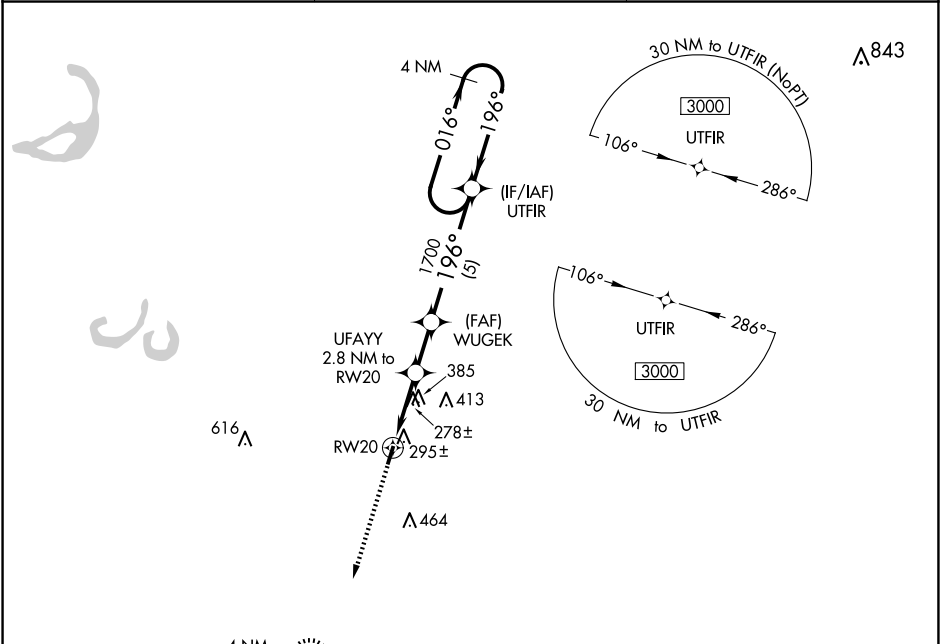 843
30 NM to UTFIR (NoPT)
3000
UTFIR
106°
286°
4 NM
016°
196°
(IF/IAF)
UTFIR
1700
196°
(5)
106°
286°
UTFIR
3000
30 NM to UTFIR
(FAF)
WUGEK
UFAYY
2.8 NM to
RW20
385
413
278±
616
RW20
295±
464
4 NM